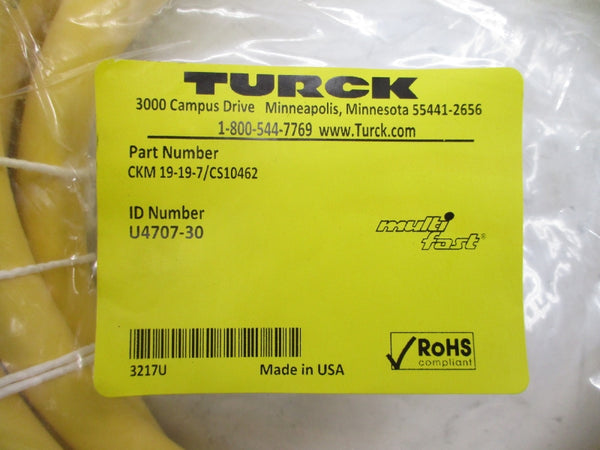 TURCK
3000 Campus Drive Minneapolis, Minnesota 55441-2656
1-800-544-7769 www.Turck.com
Part Number
CKM 19-19-7/CS10462
ID Number
U4707-30
multi
fast®
RoHS
compliant
3217U Made in USA